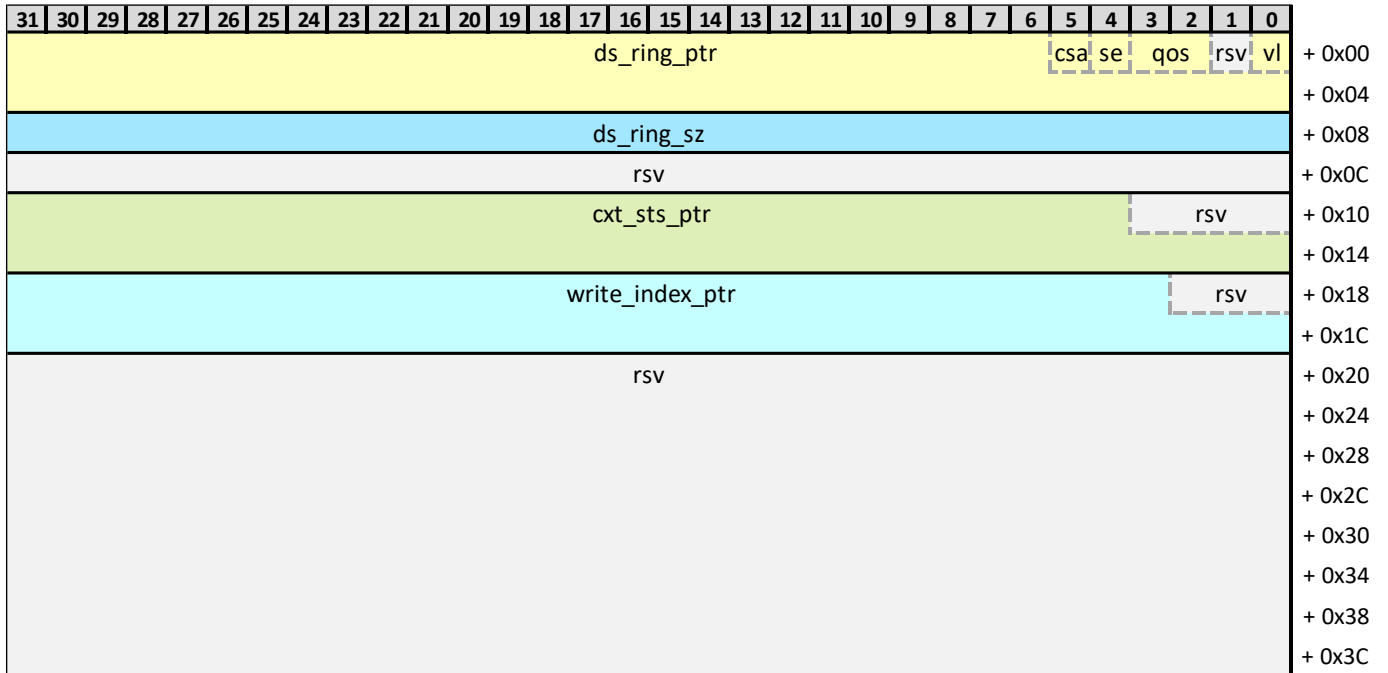 31 30 29 28 27 26 25 24 23 22 21 20 19 18 17 16 15 14 13 12 11 10 9 8 7 6 5 4 3 2 1 0
ds_ring_ptr csa se qos rsv vl + 0x00
+ 0x04
ds_ring_sz + 0x08
rsv + 0x0C
cxt_sts_ptr rsv + 0x10
+ 0x14
write_index_ptr rsv + 0x18
+ 0x1C
rsv + 0x20
+ 0x24
+ 0x28
+ 0x2C
+ 0x30
+ 0x34
+ 0x38
+ 0x3C